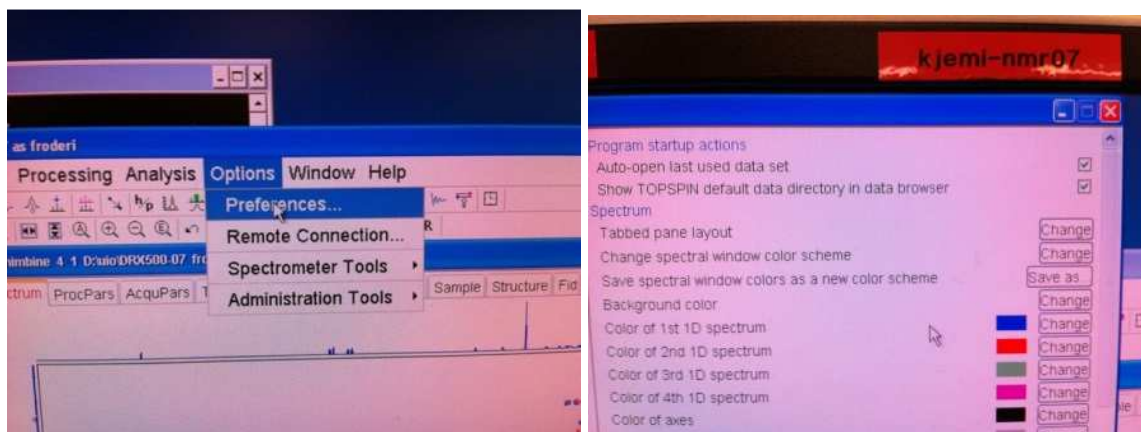 as froderi
Processing Analysis Options Window Help
Preferences...
Remote Connection...
Spectrometer Tools
Administration Tools
ProcPars AcquPars
Sample Structure Fid
kjemi-nmr07
Program startup actions
Auto-open last used data set
Show TOPSPIN default data directory in data browser
Spectrum
Tabbed pane layout Change
Change spectral window color scheme Change
Save spectral window colors as a new color scheme Save as
Background color Change
Color of 1st 1D spectrum Change
Color of 2nd 1D spectrum Change
Color of 3rd 1D spectrum Change
Color of 4th 1D spectrum Change
Color of axes Change